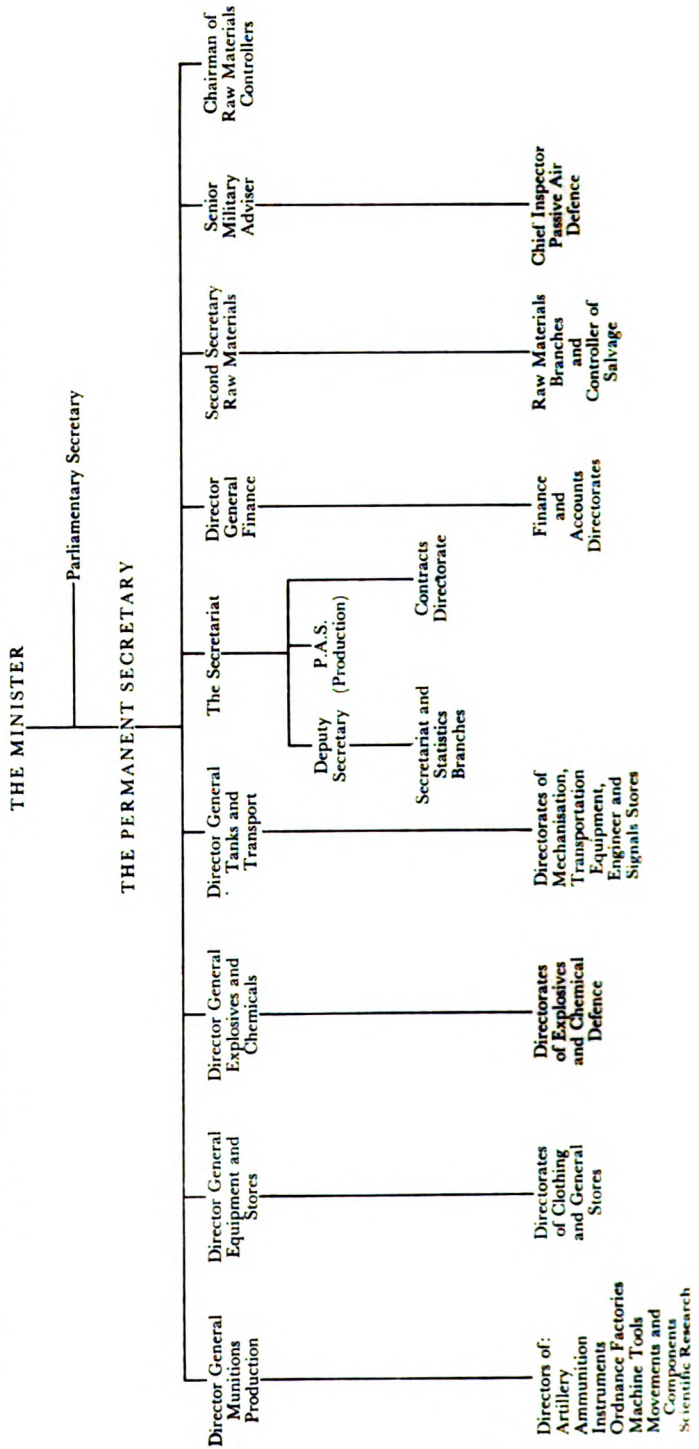 THE MINISTER
Parliamentary Secretary
THE PERMANENT SECRETARY
Director General
Munitions
Production
Director General
Equipment and
Stores
Director General
Explosives and
Chemicals
Director General
Tanks and
Transport
The Secretariat
Director
General
Finance
Second Secretary
Raw Materials
Senior
Military
Adviser
Chairman of
Raw Materials
Controllers
Deputy
Secretary
P.A.S.
(Production)
Secretariat and
Statistics
Branches
Contracts
Directorate
Directors of:
Artillery
Ammunition
Instruments
Ordnance Factories
Machine Tools
Movements and
Components
Scientific Research
Directorates
of Clothing
and General
Stores
Directorates
of Explosives
and Chemical
Defence
Directorates of
Mechanisation,
Transportation
Equipment,
Engineer and
Signals Stores
Finance
and
Accounts
Directorates
Raw Materials
Branches
and
Controller of
Salvage
Chief Inspector
Passive Air
Defence